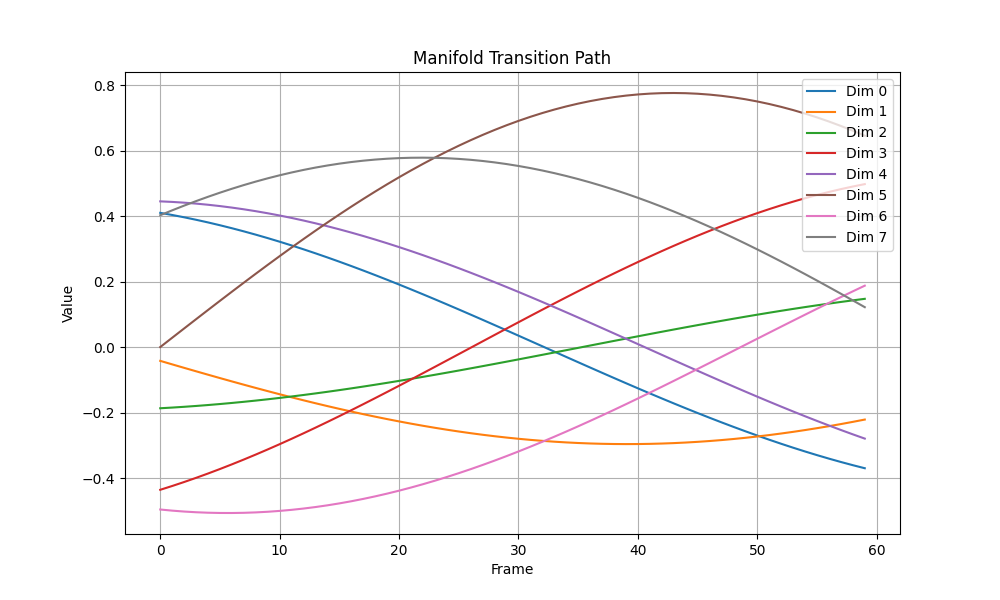 Manifold Transition Path
0.8
0.6
0.4
0.2
0.0
−0.2
−0.4
Value
0 10 20 30 40 50 60
Frame
Dim 0
Dim 1
Dim 2
Dim 3
Dim 4
Dim 5
Dim 6
Dim 7